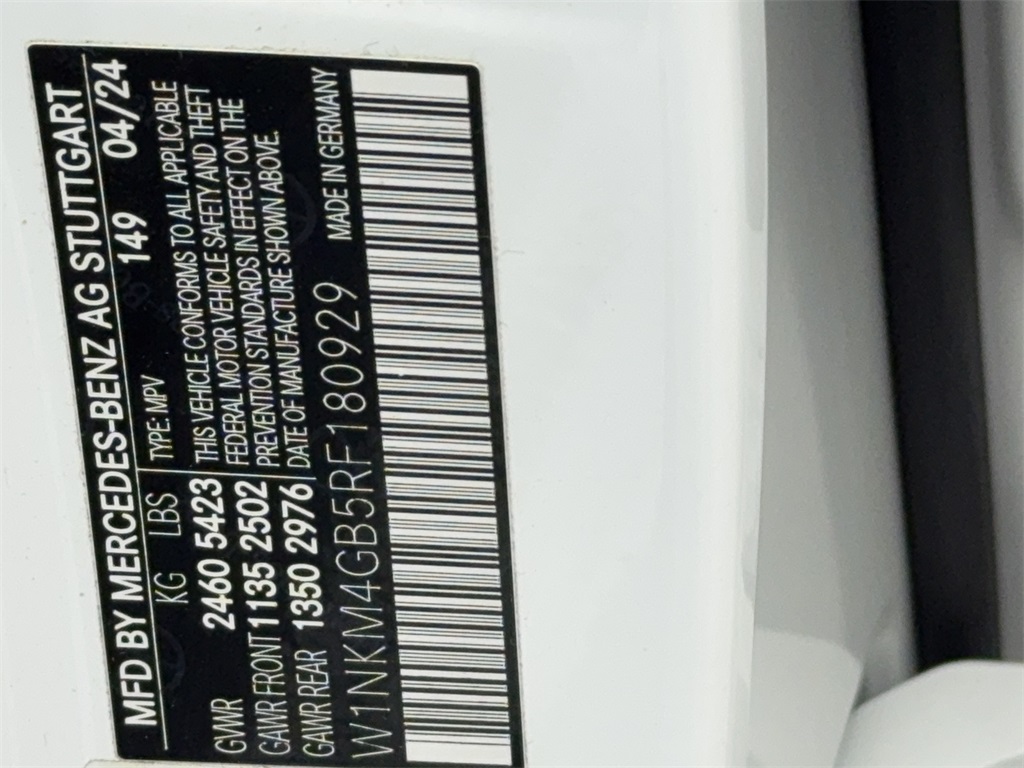 MFD BY MERCEDES-BENZ AG STUTTGART
149 04/24
KG LBS TYPE: MPV
GVWR 2460 5423
GAWR FRONT 1135 2502
GAWR REAR 1350 2976
THIS VEHICLE CONFORMS TO ALL APPLICABLE
FEDERAL MOTOR VEHICLE SAFETY AND THEFT
PREVENTION STANDARDS IN EFFECT ON THE
DATE OF MANUFACTURE SHOWN ABOVE.
W1NKM4GB5RF180929 MADE IN GERMANY